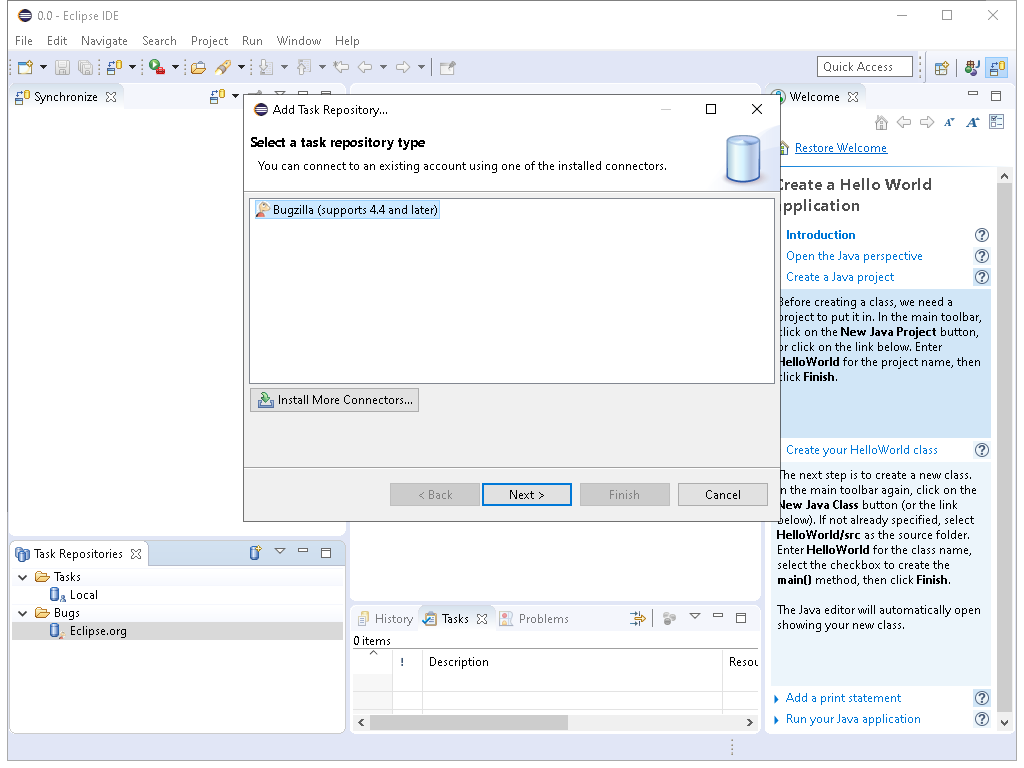 0.0 - Eclipse IDE
File Edit Navigate Search Project Run Window Help
Quick Access
Synchronize
Add Task Repository...
Select a task repository type
You can connect to an existing account using one of the installed connectors.
Bugzilla (supports 4.4 and later)
Install More Connectors...
< Back Next > Finish Cancel
Welcome
Restore Welcome
Create a Hello World
application
Introduction
Open the Java perspective
Create a Java project
Before creating a class, we need a
project to put it in. In the main toolbar,
click on the New Java Project button,
or click on the link below. Enter
HelloWorld for the project name, then
click Finish.
Create your HelloWorld class
The next step is to create a new class.
In the main toolbar again, click on the
New Java Class button (or the link
below). If not already specified, select
HelloWorld/src as the source folder.
Enter HelloWorld for the class name,
select the checkbox to create the
main() method, then click Finish.
The Java editor will automatically open
showing your new class.
Add a print statement
Run your Java application
Task Repositories
Tasks
Local
Bugs
Eclipse.org
History Tasks Problems
0 items
! Description Resou